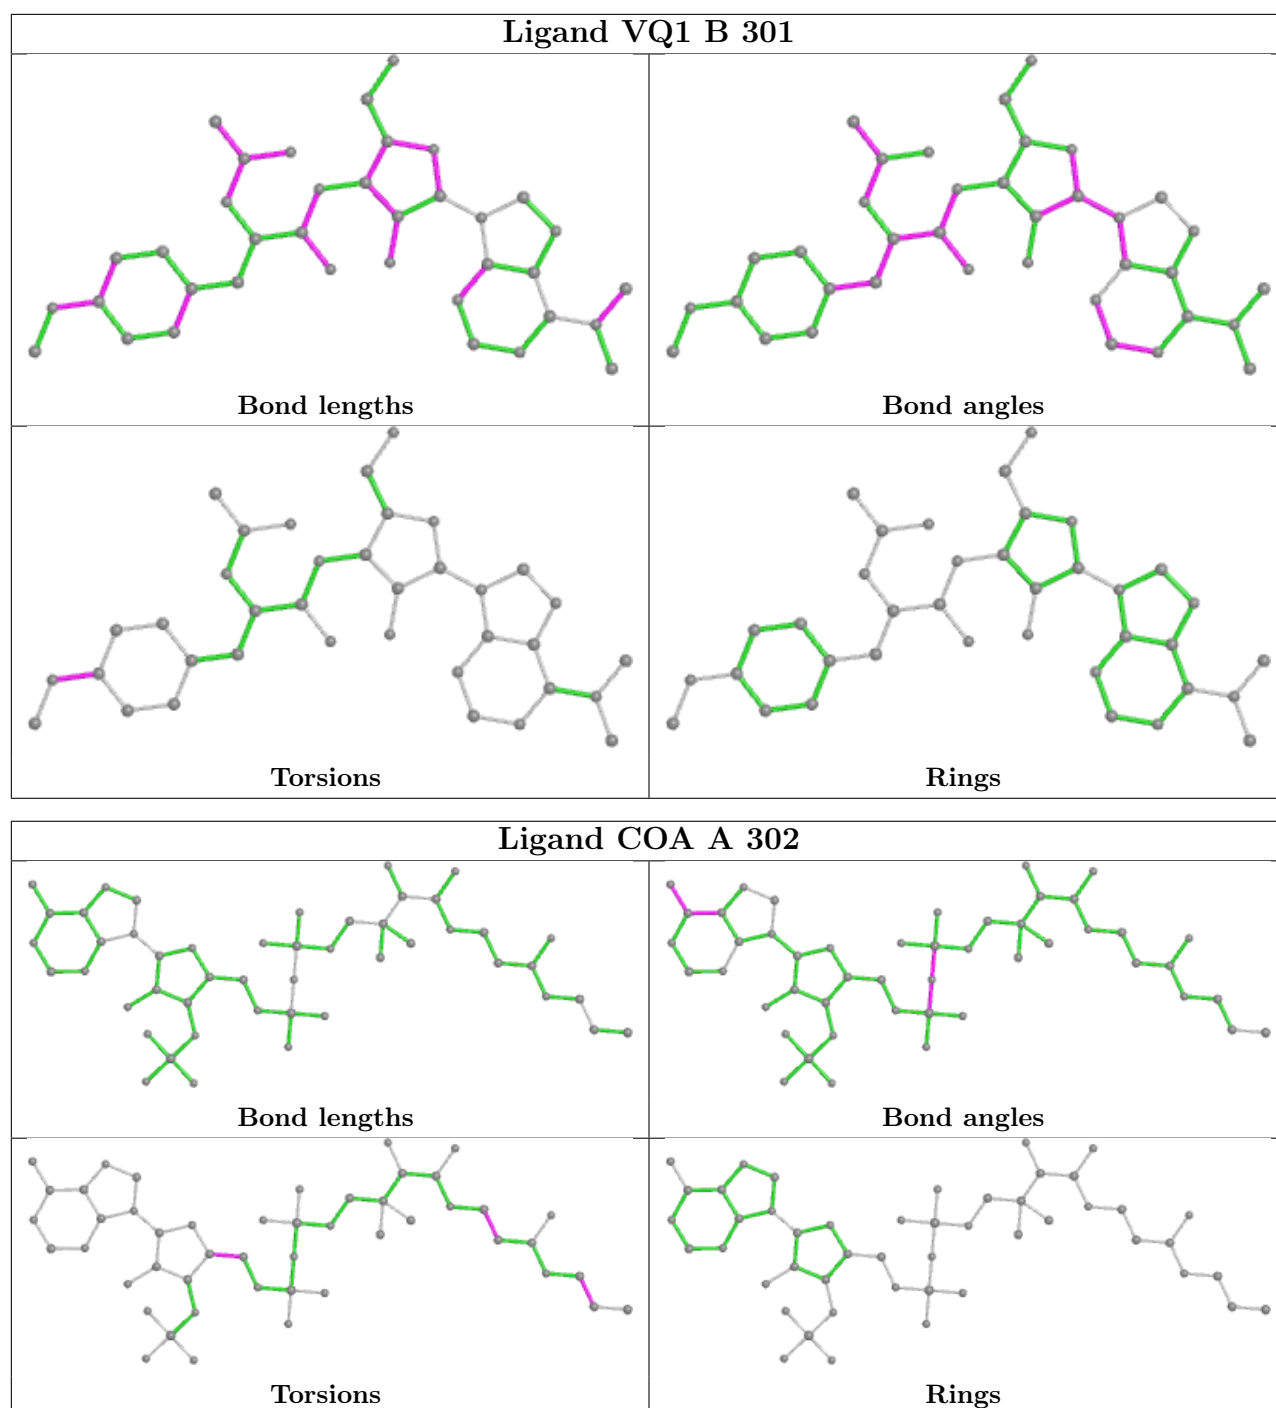 Ligand VQ1 B 301
Bond lengths
Bond angles
Torsions
Rings
Ligand COA A 302
Bond lengths
Bond angles
Torsions
Rings